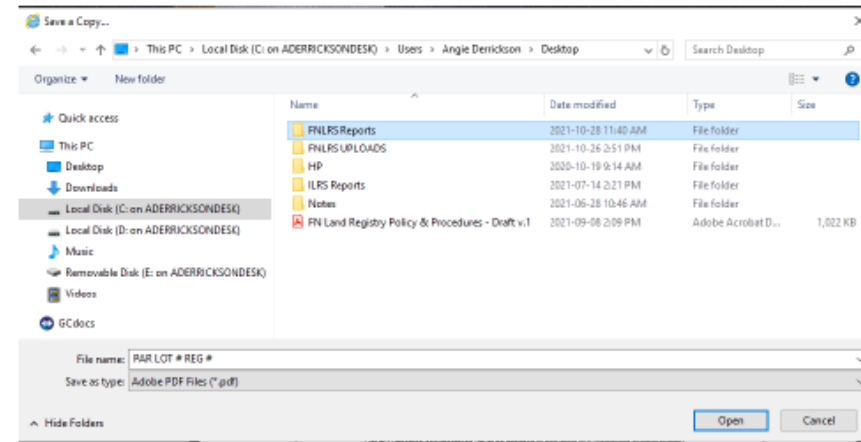 Save a Copy...
This PC > Local Disk (C: on ADERRICKSONDESK) > Users > Angie Derrickson > Desktop
Search Desktop
Organize
New folder
Name Date modified Type Size
Quick access
This PC
Desktop
Downloads
Local Disk (C: on ADERRICKSONDESK)
Local Disk (D: on ADERRICKSONDESK)
Music
Removable Disk (E: on ADERRICKSONDESK)
Videos
GCdocs
FNLRS Reports 2021-10-28 11:40 AM File folder
FNLRS UPLOADS 2021-10-26 2:51 PM File folder
HP 2020-10-19 9:14 AM File folder
ILRS Reports 2021-07-14 2:21 PM File folder
Notes 2021-06-28 10:46 AM File folder
FN Land Registry Policy & Procedures - Draft v.1 2021-09-08 2:09 PM Adobe Acrobat D... 1,022 KB
File name: PAR LOT # REG #
Save as type: Adobe PDF Files (*.pdf)
Hide Folders
Open
Cancel